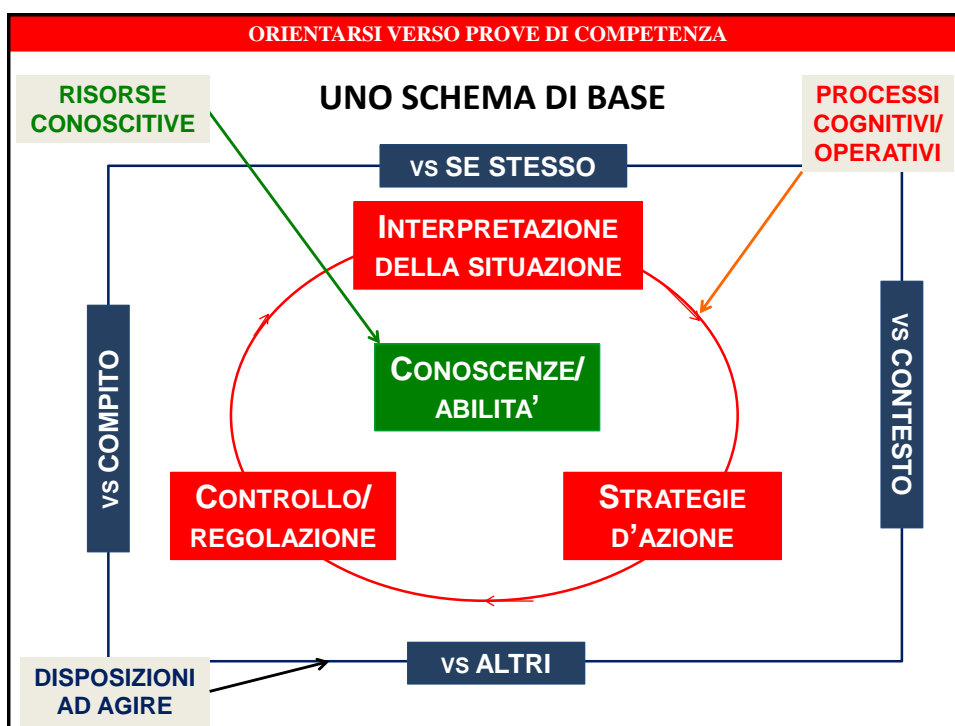 ORIENTARSI VERSO PROVE DI COMPETENZA
RISORSE
CONOSCITIVE
UNO SCHEMA DI BASE
PROCESSI
COGNITIVI/
OPERATIVI
VS SE STESSO
INTERPRETAZIONE
DELLA SITUAZIONE
VS COMPITO
CONOSCENZE/
ABILITA’
VS CONTESTO
CONTROLLO/
REGOLAZIONE
STRATEGIE
D’AZIONE
VS ALTRI
DISPOSIZIONI
AD AGIRE